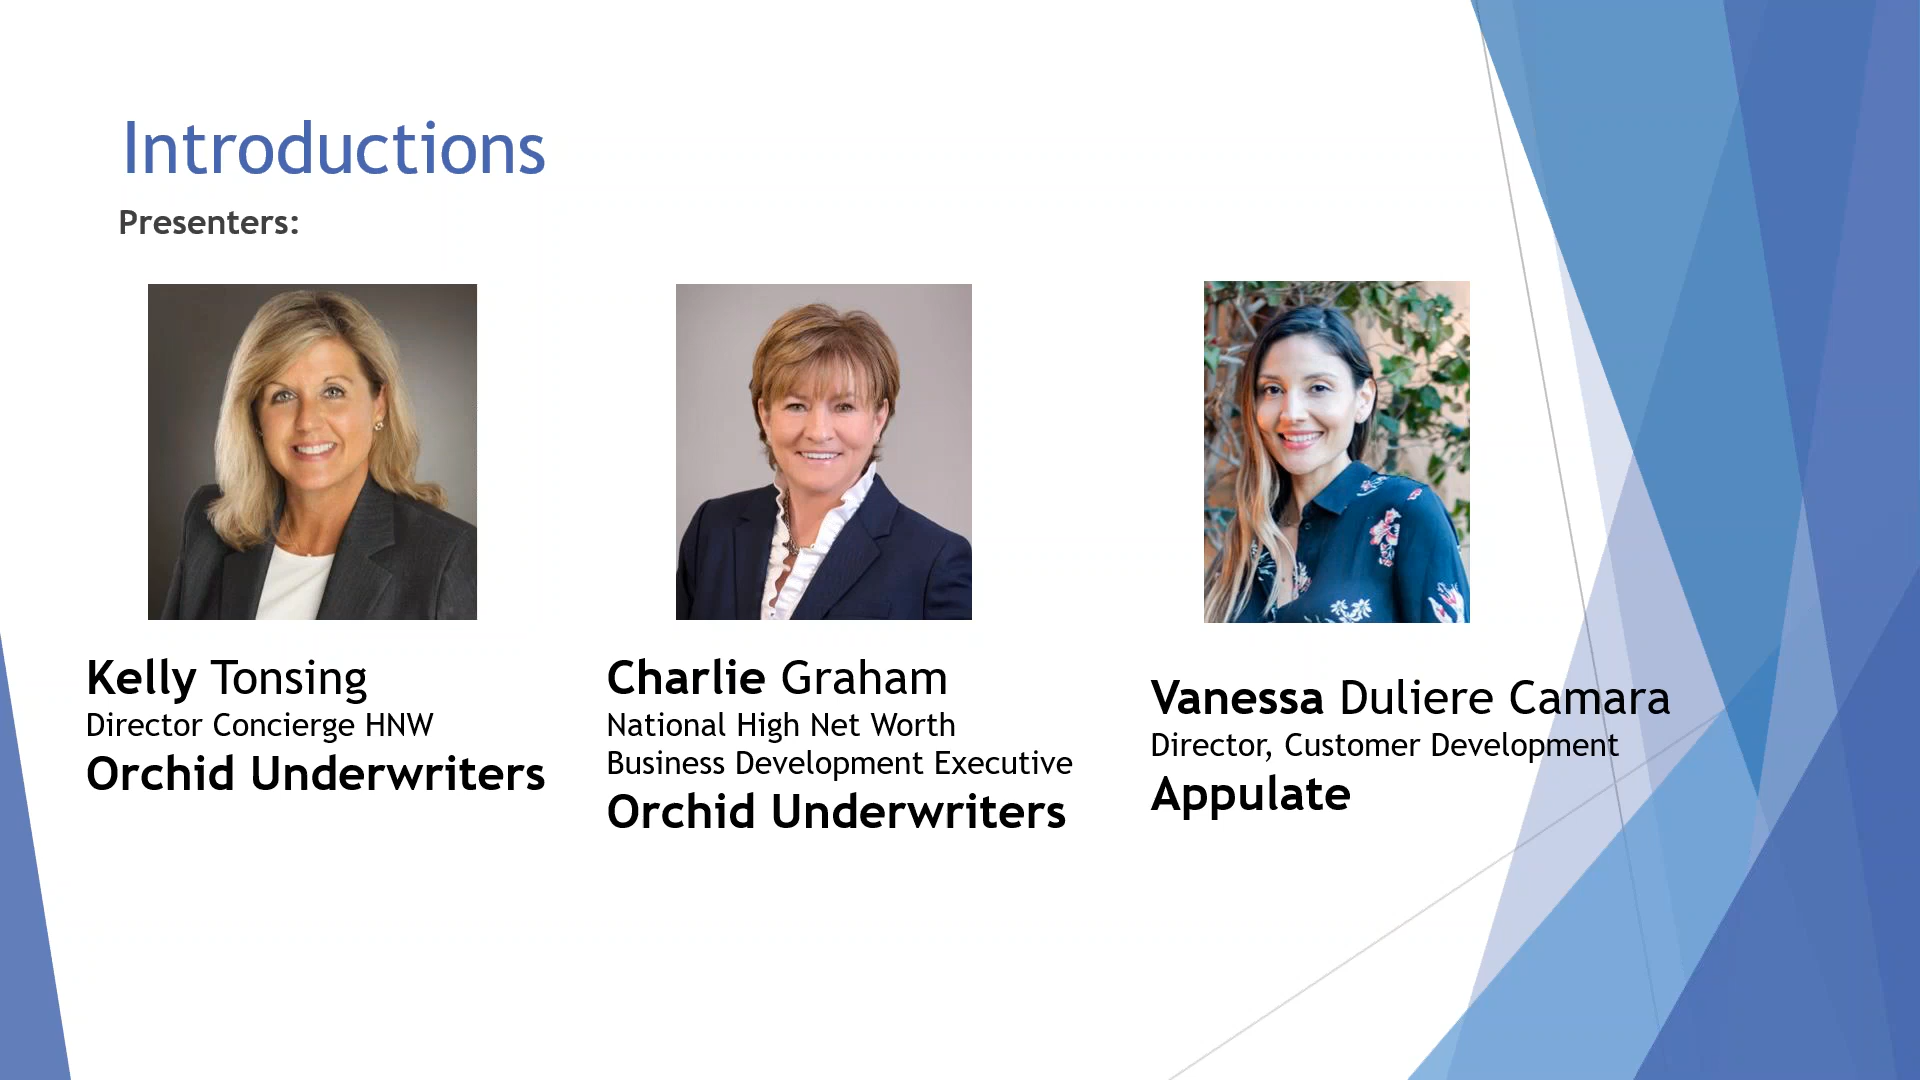 Introductions
Presenters:
Kelly Tonsing
Director Concierge HNW
Orchid Underwriters
Charlie Graham
National High Net Worth
Business Development Executive
Orchid Underwriters
Vanessa Duliere Camara
Director, Customer Development
Appulate